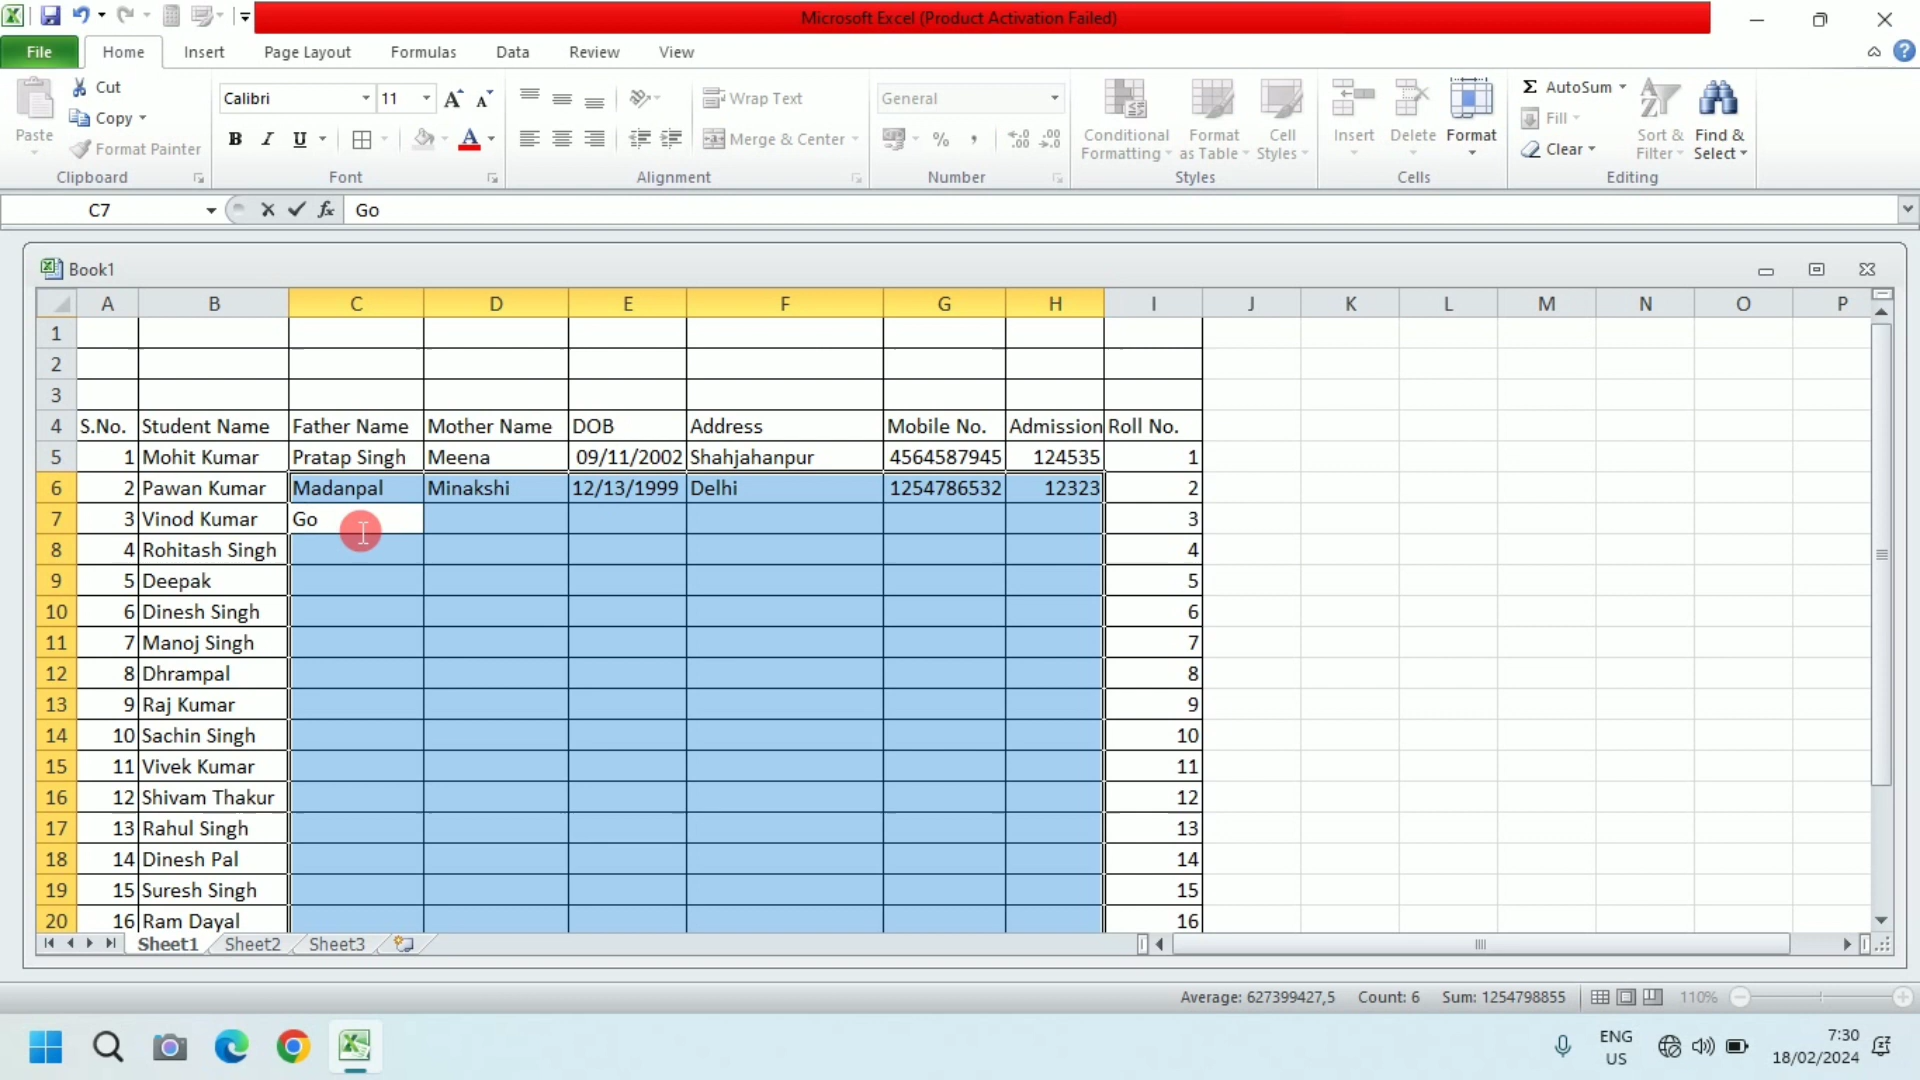 Microsoft Excel (Product Activation Failed)
File Home Insert Page Layout Formulas Data Review View
Paste Cut Copy Format Painter Clipboard
Calibri 11 B I U A A A Font
Wrap Text Merge & Center Alignment
General % , Number
Conditional Formatting Format as Table Cell Styles Styles
Insert Delete Format Cells
Σ AutoSum Fill Clear Sort & Filter Find & Select Editing
C7 fx Go
Book1
A B C D E F G H I J K L M N O P
1
2
3
4 S.No. Student Name Father Name Mother Name DOB Address Mobile No. Admission Roll No.
5 1 Mohit Kumar Pratap Singh Meena 09/11/2002 Shahjahanpur 4564587945 124535 1
6 2 Pawan Kumar Madanpal Minakshi 12/13/1999 Delhi 1254786532 12323 2
7 3 Vinod Kumar Go 3
8 4 Rohitash Singh 4
9 5 Deepak 5
10 6 Dinesh Singh 6
11 7 Manoj Singh 7
12 8 Dhrampal 8
13 9 Raj Kumar 9
14 10 Sachin Singh 10
15 11 Vivek Kumar 11
16 12 Shivam Thakur 12
17 13 Rahul Singh 13
18 14 Dinesh Pal 14
19 15 Suresh Singh 15
20 16 Ram Dayal 16
Sheet1 Sheet2 Sheet3
Average: 627399427,5 Count: 6 Sum: 1254798855 110%
ENG US 7:30 18/02/2024